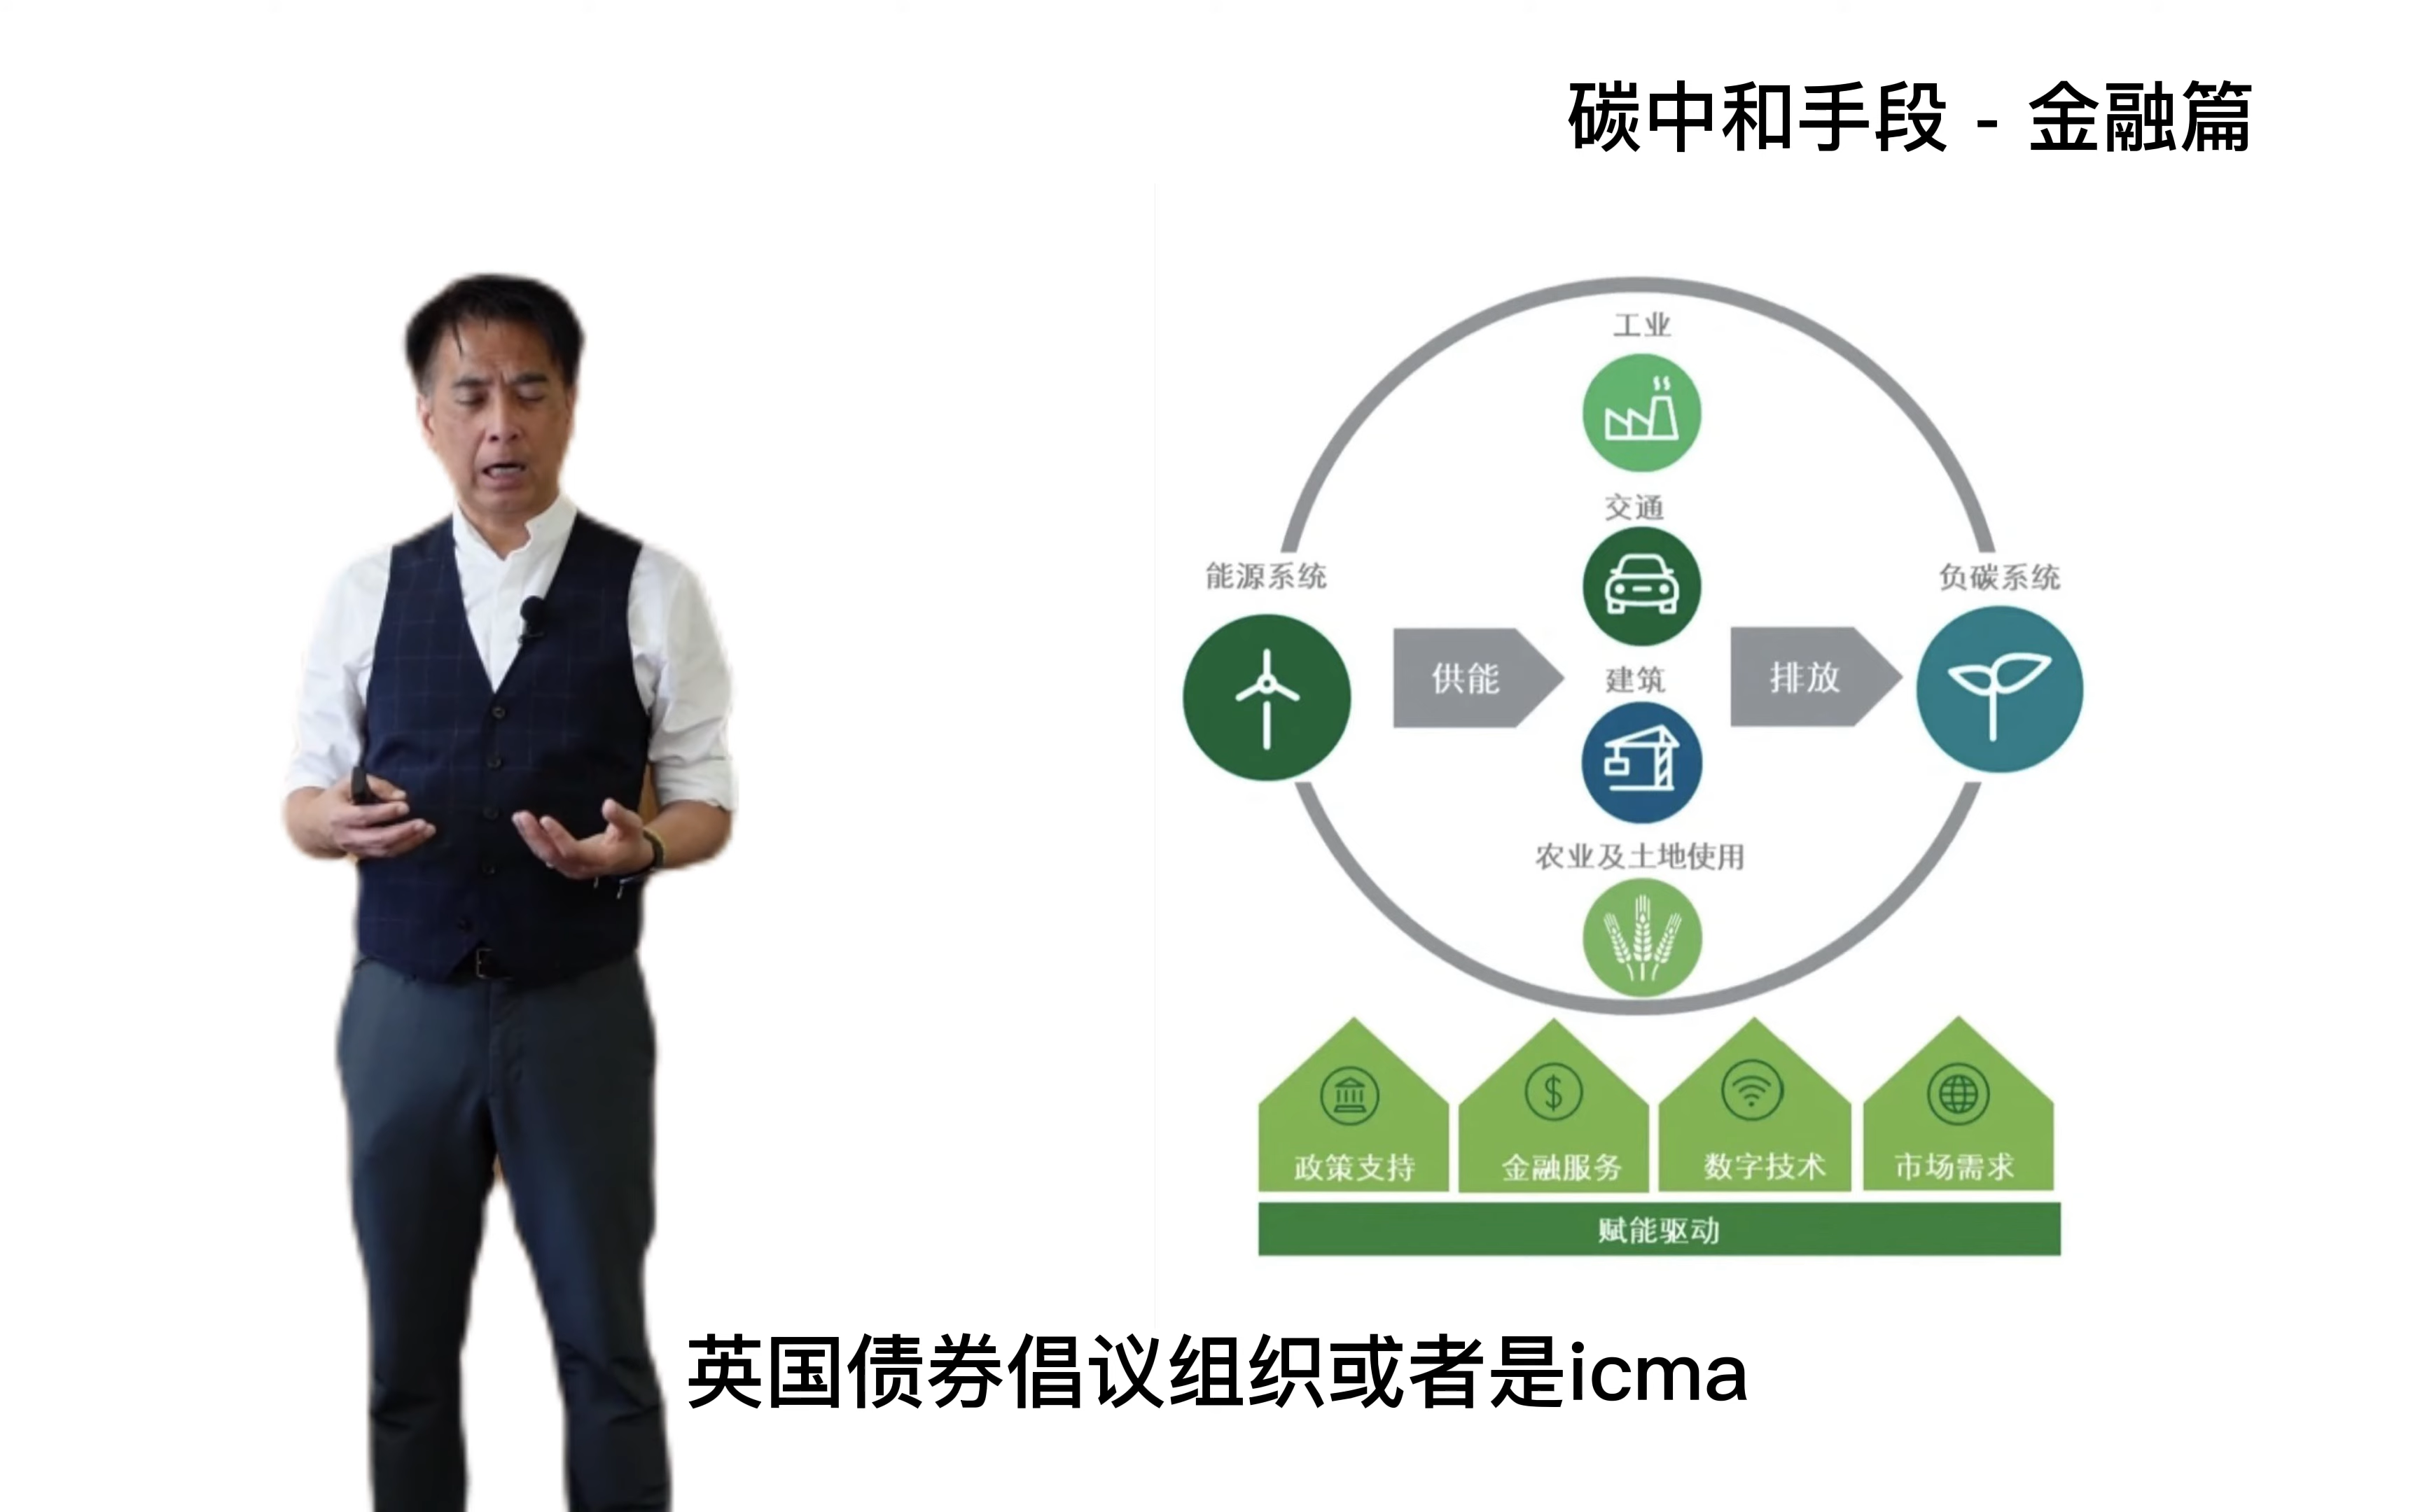 碳中和手段 - 金融篇
工业
交通
能源系统
负碳系统
供能
建筑
排放
农业及土地使用
政策支持
金融服务
数字技术
市场需求
赋能驱动
英国债券倡议组织或者是icma